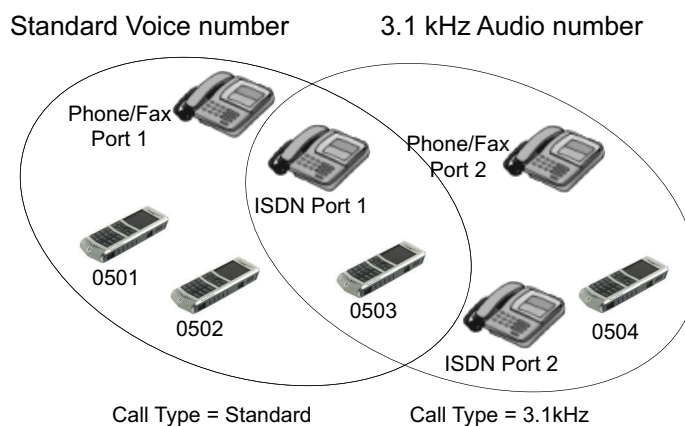 Standard Voice number
3.1 kHz Audio number
Phone/Fax
Port 1
Phone/Fax
Port 2
ISDN Port 1
0501
0502
0503
0504
ISDN Port 2
Call Type = Standard
Call Type = 3.1kHz